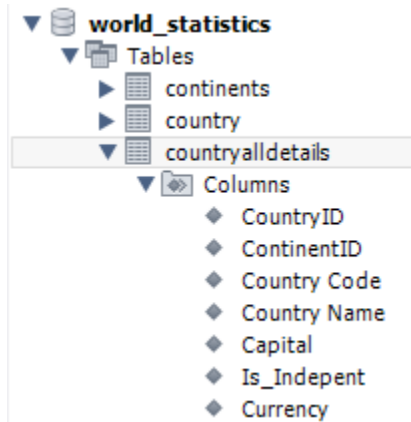 world_statistics
Tables
continents
country
countryalldetails
Columns
CountryID
ContinentID
Country Code
Country Name
Capital
Is_Indepent
Currency